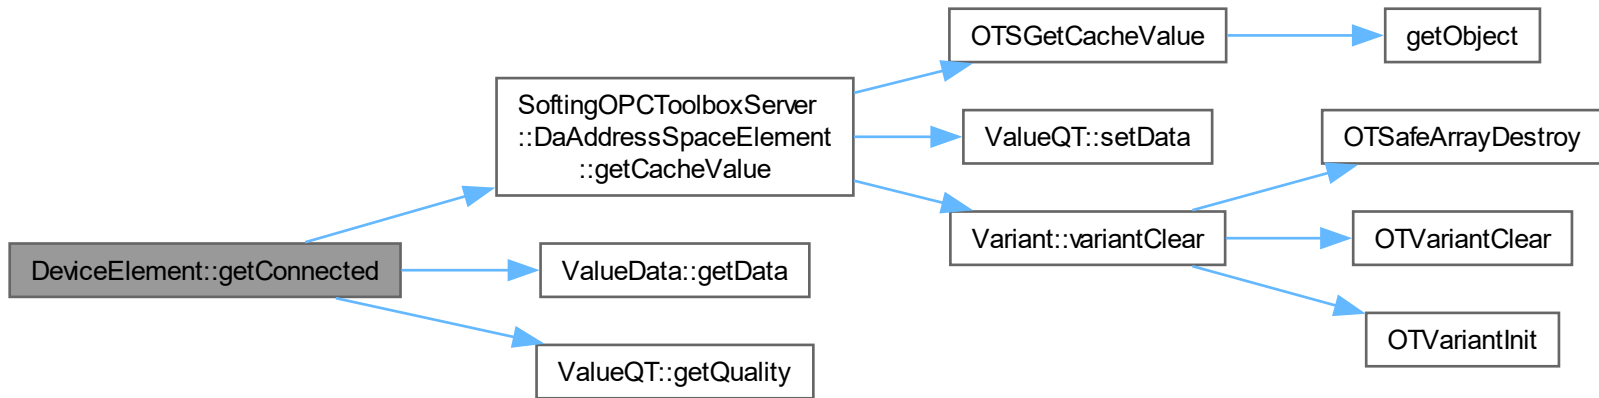 DeviceElement::getConnected
SoftingOPCToolboxServer
::DaAddressSpaceElement
::getCacheValue
ValueData::getData
ValueQT::getQuality
OTSGetCacheValue
ValueQT::setData
Variant::variantClear
getObject
OTSafeArrayDestroy
OTVariantClear
OTVariantInit